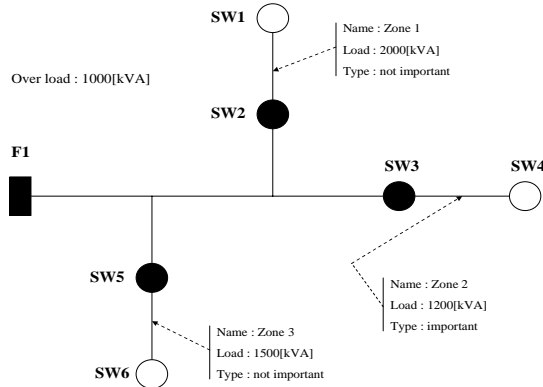 SW1
Name : Zone 1
Load : 2000[kVA]
Type : not important
Over load : 1000[kVA]
SW2
F1
SW3
SW4
SW5
Name : Zone 2
Load : 1200[kVA]
Type : important
Name : Zone 3
Load : 1500[kVA]
Type : not important
SW6